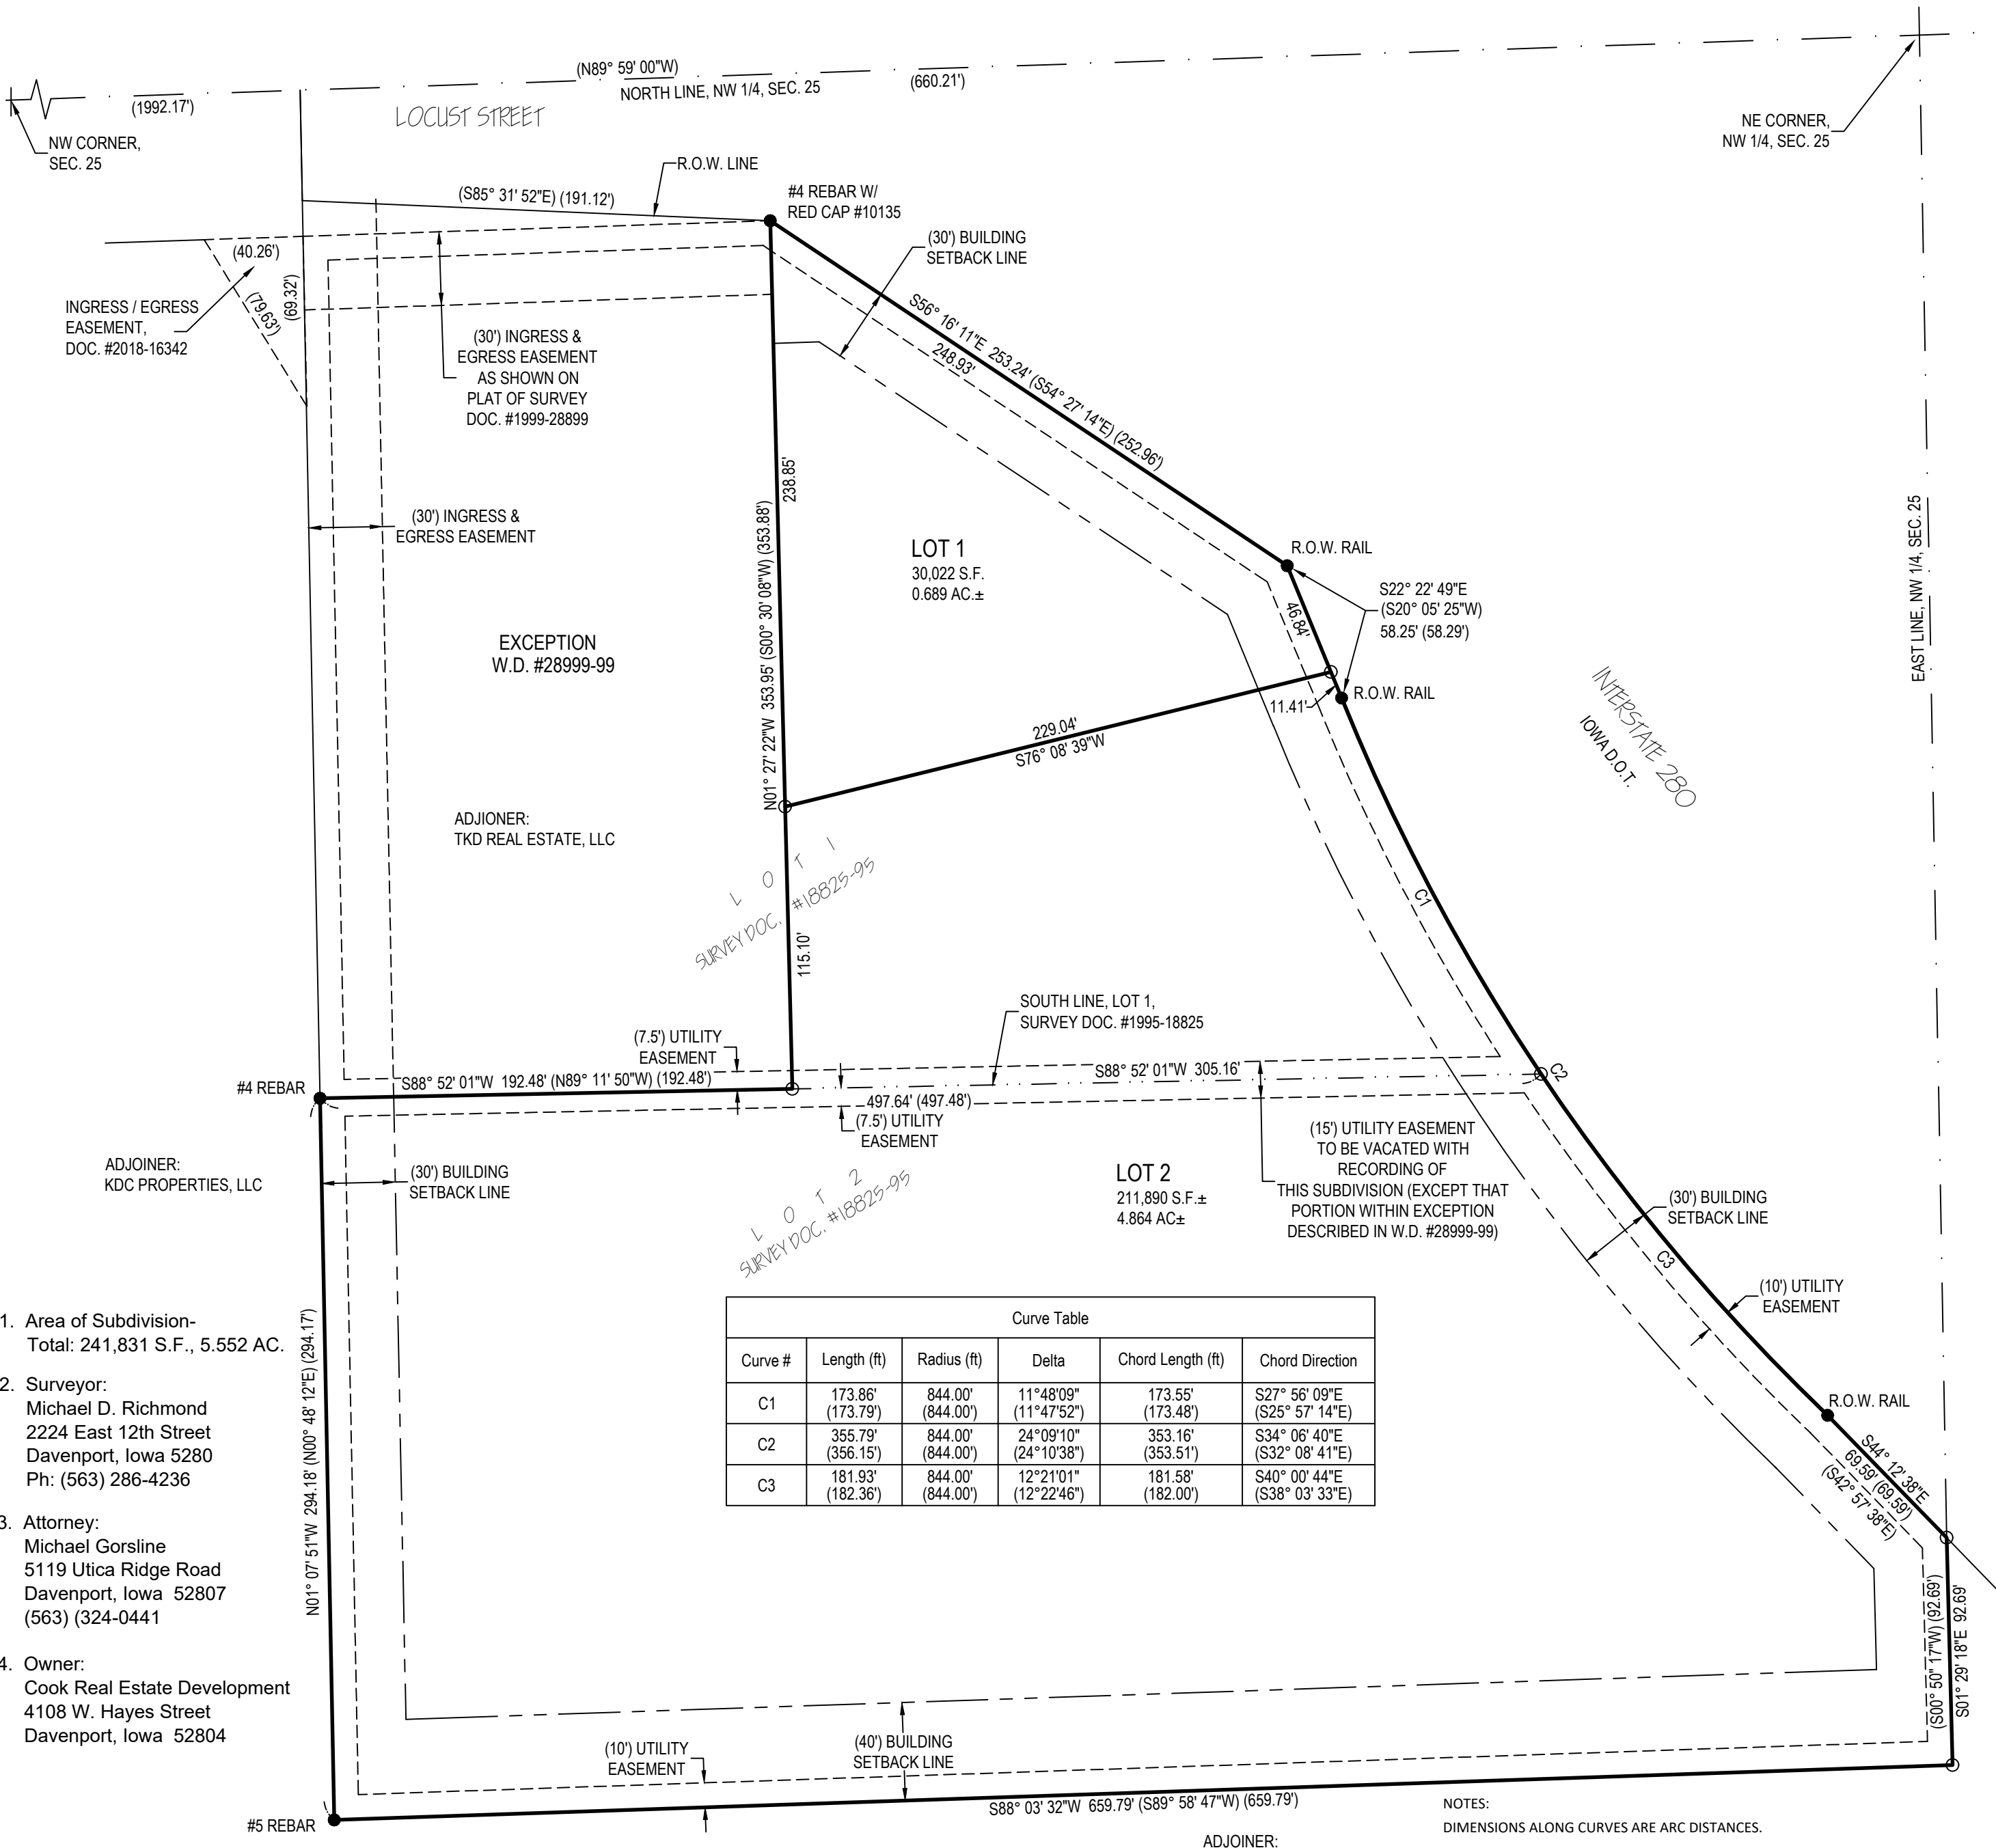 (N89° 59' 00"W)
(1992.17')
NORTH LINE, NW 1/4, SEC. 25
(660.21')
LOCUST STREET
NW CORNER,
SEC. 25
NE CORNER,
NW 1/4, SEC. 25
R.O.W. LINE
(S85° 31' 52"E) (191.12')
#4 REBAR W/
RED CAP #10135
(30') BUILDING
SETBACK LINE
(40.26')
(69.32')
(79.63')
INGRESS / EGRESS
EASEMENT,
DOC. #2018-16342
(30') INGRESS &
EGRESS EASEMENT
AS SHOWN ON
PLAT OF SURVEY
DOC. #1999-28899
S56° 16' 11"E 253.24' (S54° 27' 14"E) (252.96')
248.93'
238.85'
(30') INGRESS &
EGRESS EASEMENT
N01° 27' 22"W 353.95' (S00° 30' 08"W) (353.88')
LOT 1
30,022 S.F.
0.689 AC.±
R.O.W. RAIL
S22° 22' 49"E
(S20° 05' 25"W)
58.25' (58.29')
46.84'
EAST LINE, NW 1/4, SEC. 25
EXCEPTION
W.D. #28999-99
R.O.W. RAIL
11.41'
INTERSTATE 280
IOWA D.O.T.
229.04'
S76° 08' 39"W
ADJIONER:
TKD REAL ESTATE, LLC
LOT 1
SURVEY DOC. #18825-95
C1
115.10'
SOUTH LINE, LOT 1,
SURVEY DOC. #1995-18825
(7.5') UTILITY
EASEMENT
#4 REBAR
S88° 52' 01"W 192.48' (N89° 11' 50"W) (192.48')
S88° 52' 01"W 305.16'
C2
497.64' (497.48')
(7.5') UTILITY
EASEMENT
(15') UTILITY EASEMENT
TO BE VACATED WITH
RECORDING OF
THIS SUBDIVISION (EXCEPT THAT
PORTION WITHIN EXCEPTION
DESCRIBED IN W.D. #28999-99)
ADJOINER:
KDC PROPERTIES, LLC
(30') BUILDING
SETBACK LINE
LOT 2
SURVEY DOC. #18825-95
LOT 2
211,890 S.F.±
4.864 AC±
(30') BUILDING
SETBACK LINE
C3
(10') UTILITY
EASEMENT
1. Area of Subdivision-
Total: 241,831 S.F., 5.552 AC.
2. Surveyor:
Michael D. Richmond
2224 East 12th Street
Davenport, Iowa 5280
Ph: (563) 286-4236
3. Attorney:
Michael Gorsline
5119 Utica Ridge Road
Davenport, Iowa 52807
(563) (324-0441
4. Owner:
Cook Real Estate Development
4108 W. Hayes Street
Davenport, Iowa 52804
N01° 07' 51"W 294.18' (N00° 48' 12"E) (294.17')
Curve Table
Curve # Length (ft) Radius (ft) Delta Chord Length (ft) Chord Direction
C1 173.86' 844.00' 11°48'09" 173.55' S27° 56' 09"E
(173.79') (844.00') (11°47'52") (173.48') (S25° 57' 14"E)
C2 355.79' 844.00' 24°09'10" 353.16' S34° 06' 40"E
(356.15') (844.00') (24°10'38") (353.51') (S32° 08' 41"E)
C3 181.93' 844.00' 12°21'01" 181.58' S40° 00' 44"E
(182.36') (844.00') (12°22'46") (182.00') (S38° 03' 33"E)
R.O.W. RAIL
S44° 12' 38"E
69.59' (69.59')
(S42° 57' 38"E)
(S00° 50' 17"W) (92.69')
S01° 29' 18"E 92.69'
(10') UTILITY
EASEMENT
(40') BUILDING
SETBACK LINE
#5 REBAR
S88° 03' 32"W 659.79' (S89° 58' 47"W) (659.79')
ADJOINER:
NOTES:
DIMENSIONS ALONG CURVES ARE ARC DISTANCES.